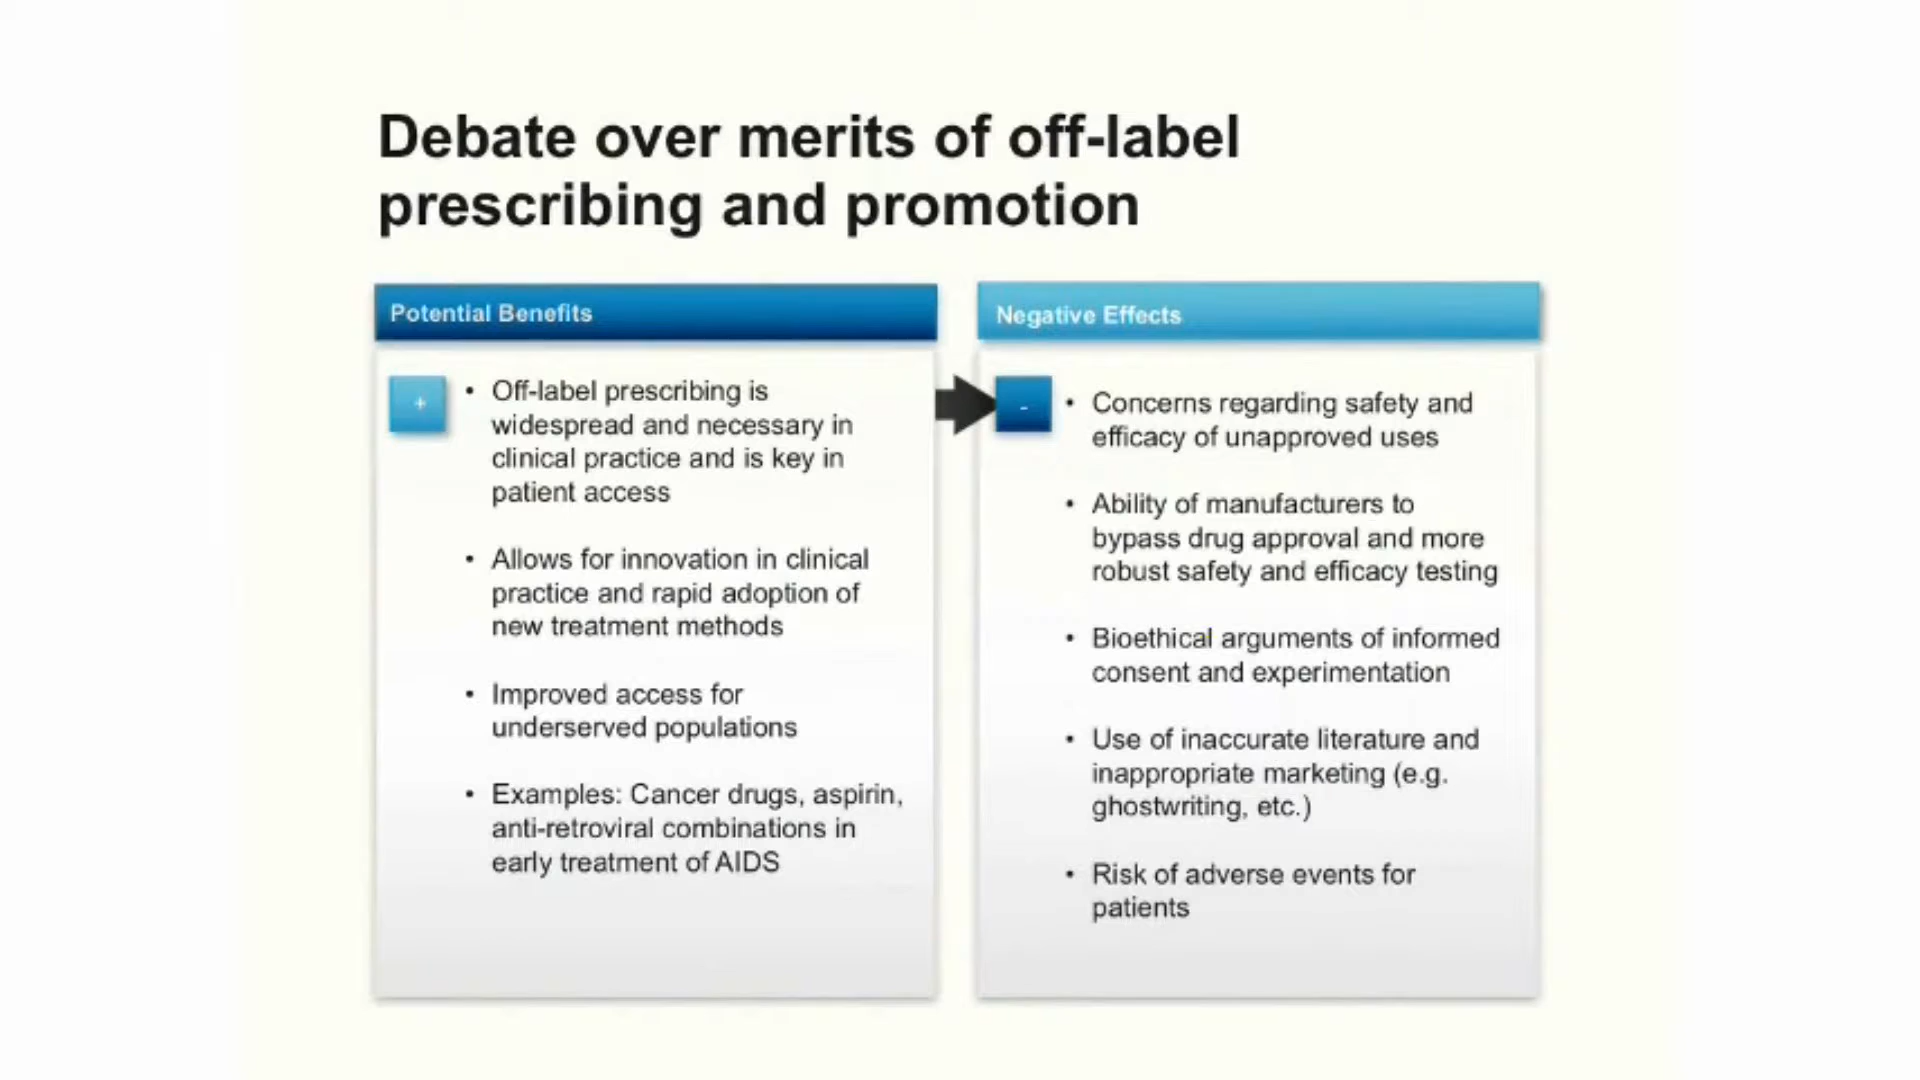 Debate over merits of off-label
prescribing and promotion
Potential Benefits
+
• Off-label prescribing is
widespread and necessary in
clinical practice and is key in
patient access
• Allows for innovation in clinical
practice and rapid adoption of
new treatment methods
• Improved access for
underserved populations
• Examples: Cancer drugs, aspirin,
anti-retroviral combinations in
early treatment of AIDS
Negative Effects
-
• Concerns regarding safety and
efficacy of unapproved uses
• Ability of manufacturers to
bypass drug approval and more
robust safety and efficacy testing
• Bioethical arguments of informed
consent and experimentation
• Use of inaccurate literature and
inappropriate marketing (e.g.
ghostwriting, etc.)
• Risk of adverse events for
patients